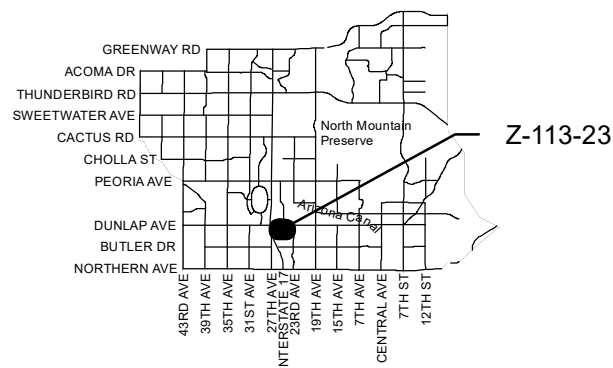 GREENWAY RD
ACOMA DR
THUNDERBIRD RD
SWEETWATER AVE
CACTUS RD
CHOLLA ST
PEORIA AVE
DUNLAP AVE
BUTLER DR
NORTHERN AVE
North Mountain
Preserve
Z-113-23
Arizona Canal
43RD AVE
39TH AVE
35TH AVE
31ST AVE
27TH AVE
NTERSTATE 17
23RD AVE
19TH AVE
15TH AVE
7TH AVE
CENTRAL AVE
7TH ST
12TH ST